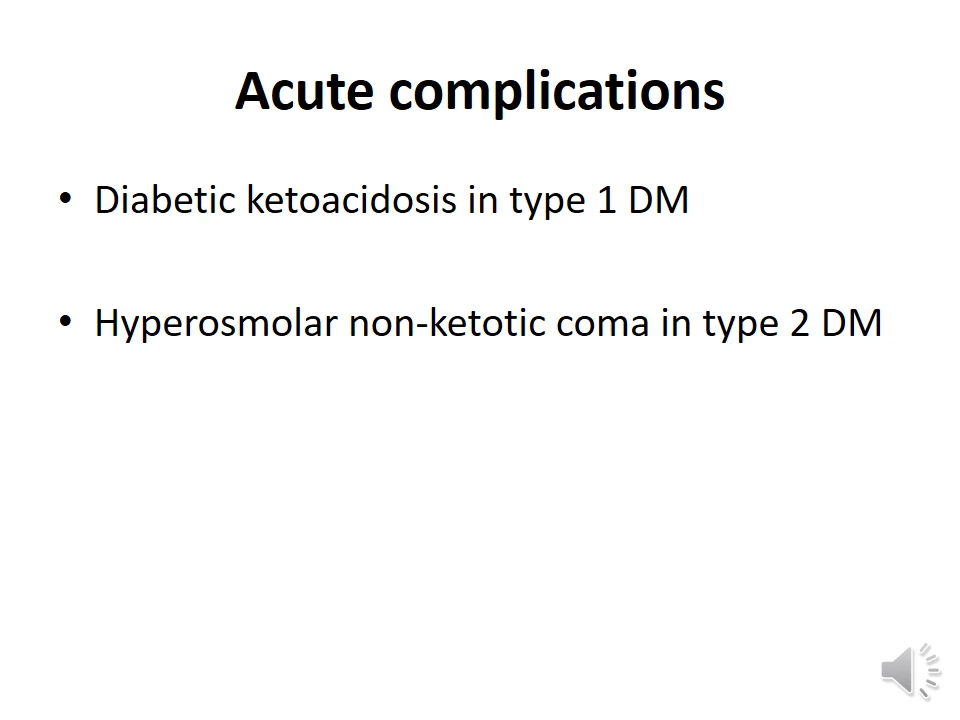 Acute complications
• Diabetic ketoacidosis in type 1 DM
• Hyperosmolar non-ketotic coma in type 2 DM